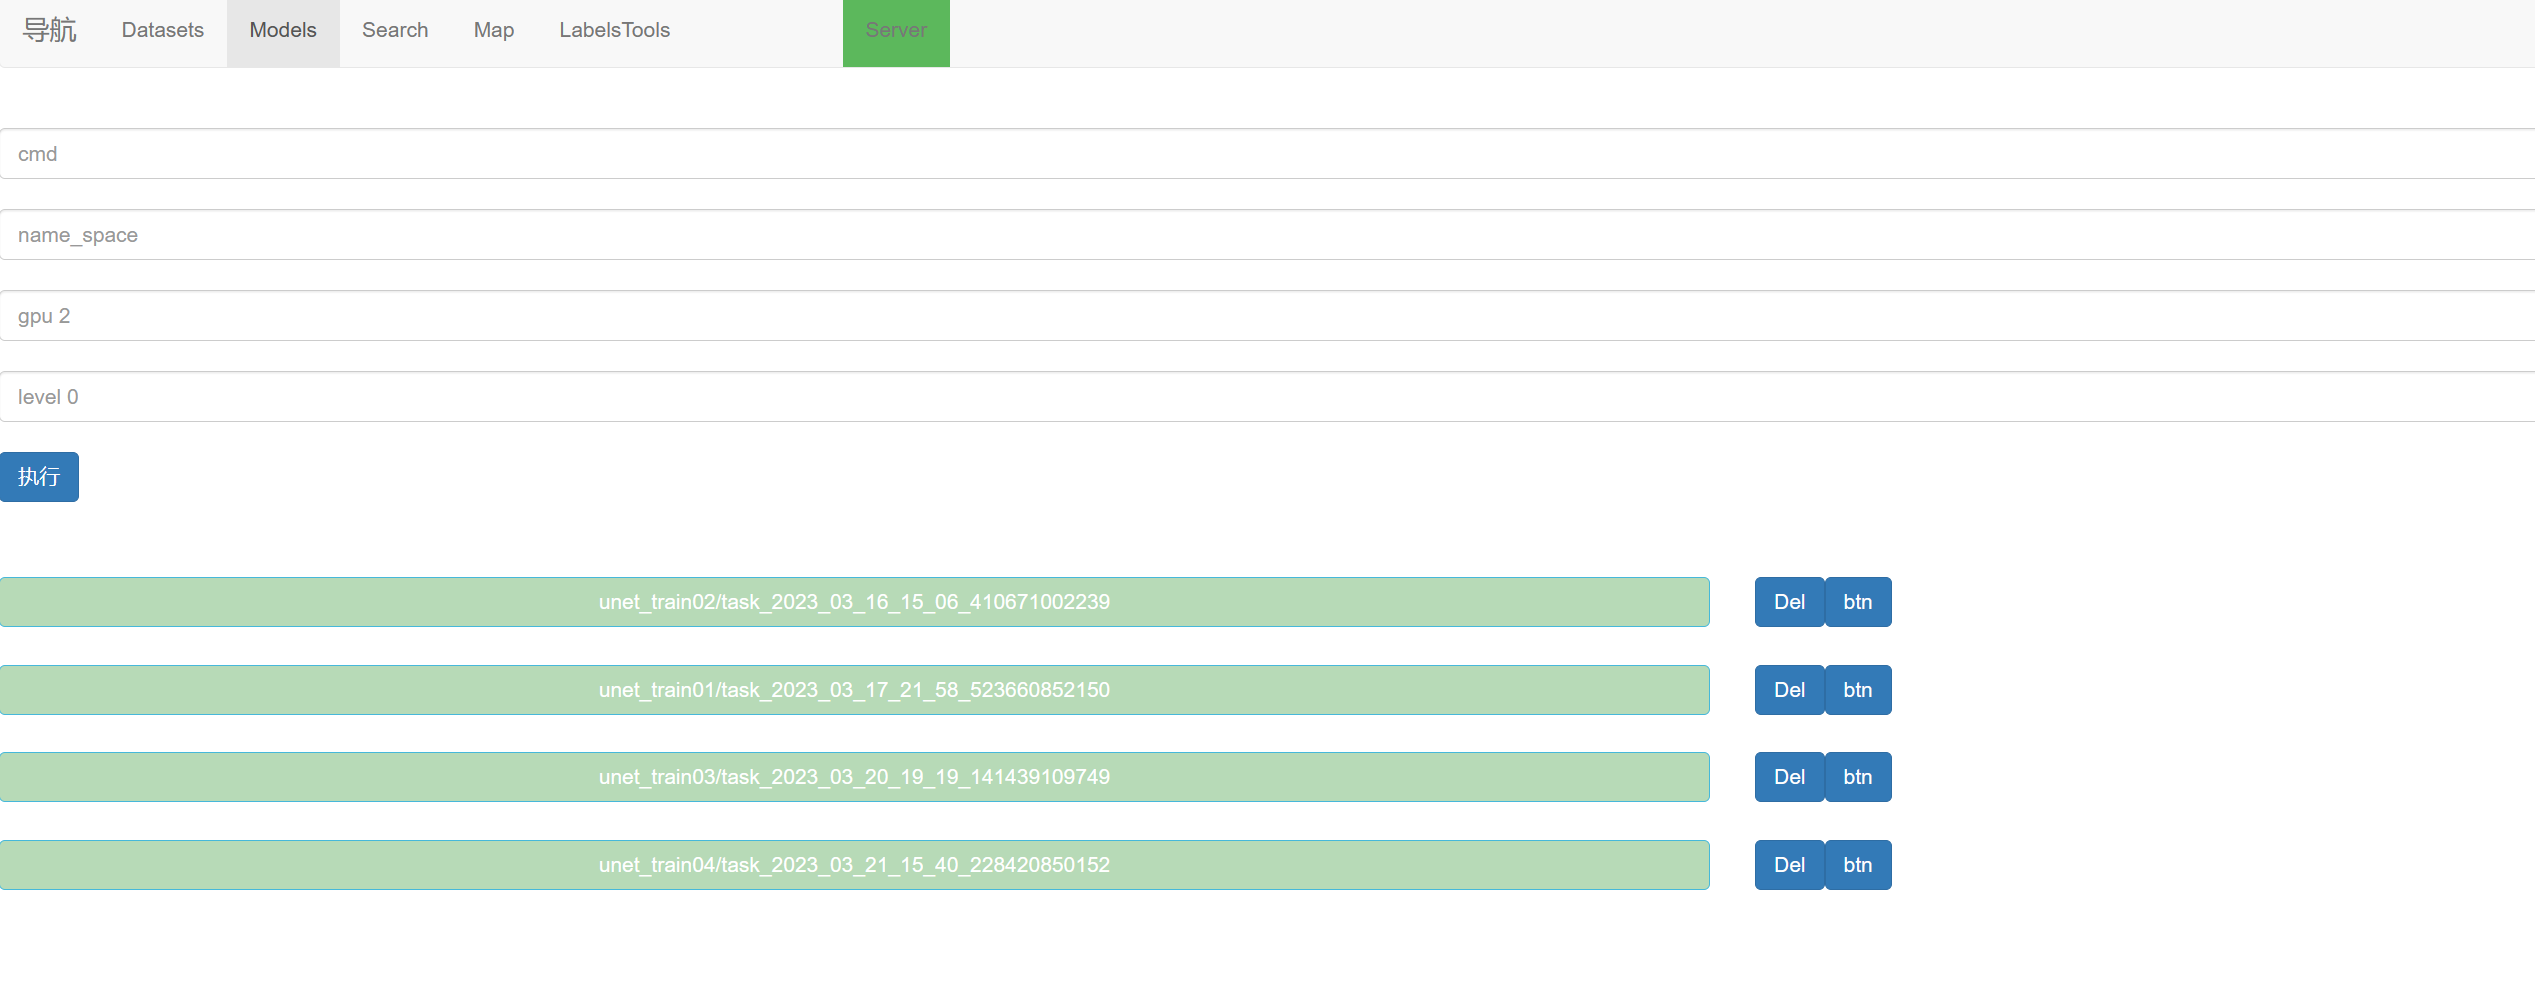 导航 Datasets Models Search Map LabelsTools Server
cmd
name_space
gpu 2
level 0
执行
unet_train02/task_2023_03_16_15_06_410671002239 Del btn
unet_train01/task_2023_03_17_21_58_523660852150 Del btn
unet_train03/task_2023_03_20_19_19_141439109749 Del btn
unet_train04/task_2023_03_21_15_40_228420850152 Del btn